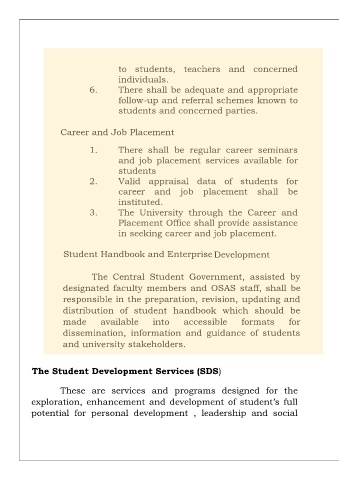 to students, teachers and concerned
individuals.
6. There shall be adequate and appropriate
follow-up and referral schemes known to
students and concerned parties.
Career and Job Placement
1. There shall be regular career seminars
and job placement services available for
students
2. Valid appraisal data of students for
career and job placement shall be
instituted.
3. The University through the Career and
Placement Office shall provide assistance
in seeking career and job placement.
Student Handbook and Enterprise Development
The Central Student Government, assisted by
designated faculty members and OSAS staff, shall be
responsible in the preparation, revision, updating and
distribution of student handbook which should be
made available into accessible formats for
dissemination, information and guidance of students
and university stakeholders.
The Student Development Services (SDS)
These are services and programs designed for the
exploration, enhancement and development of student's full
potential for personal development , leadership and social